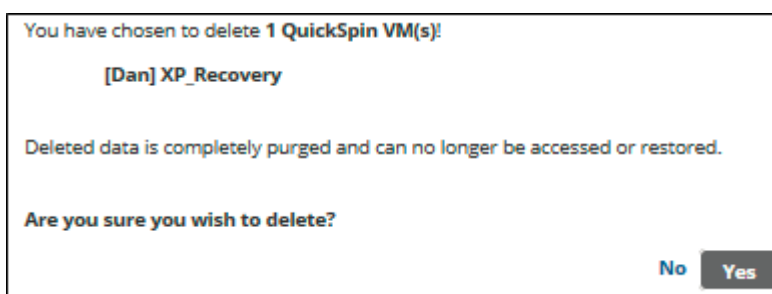 You have chosen to delete 1 QuickSpin VM(s)!
[Dan] XP_Recovery
Deleted data is completely purged and can no longer be accessed or restored.
Are you sure you wish to delete?
No Yes